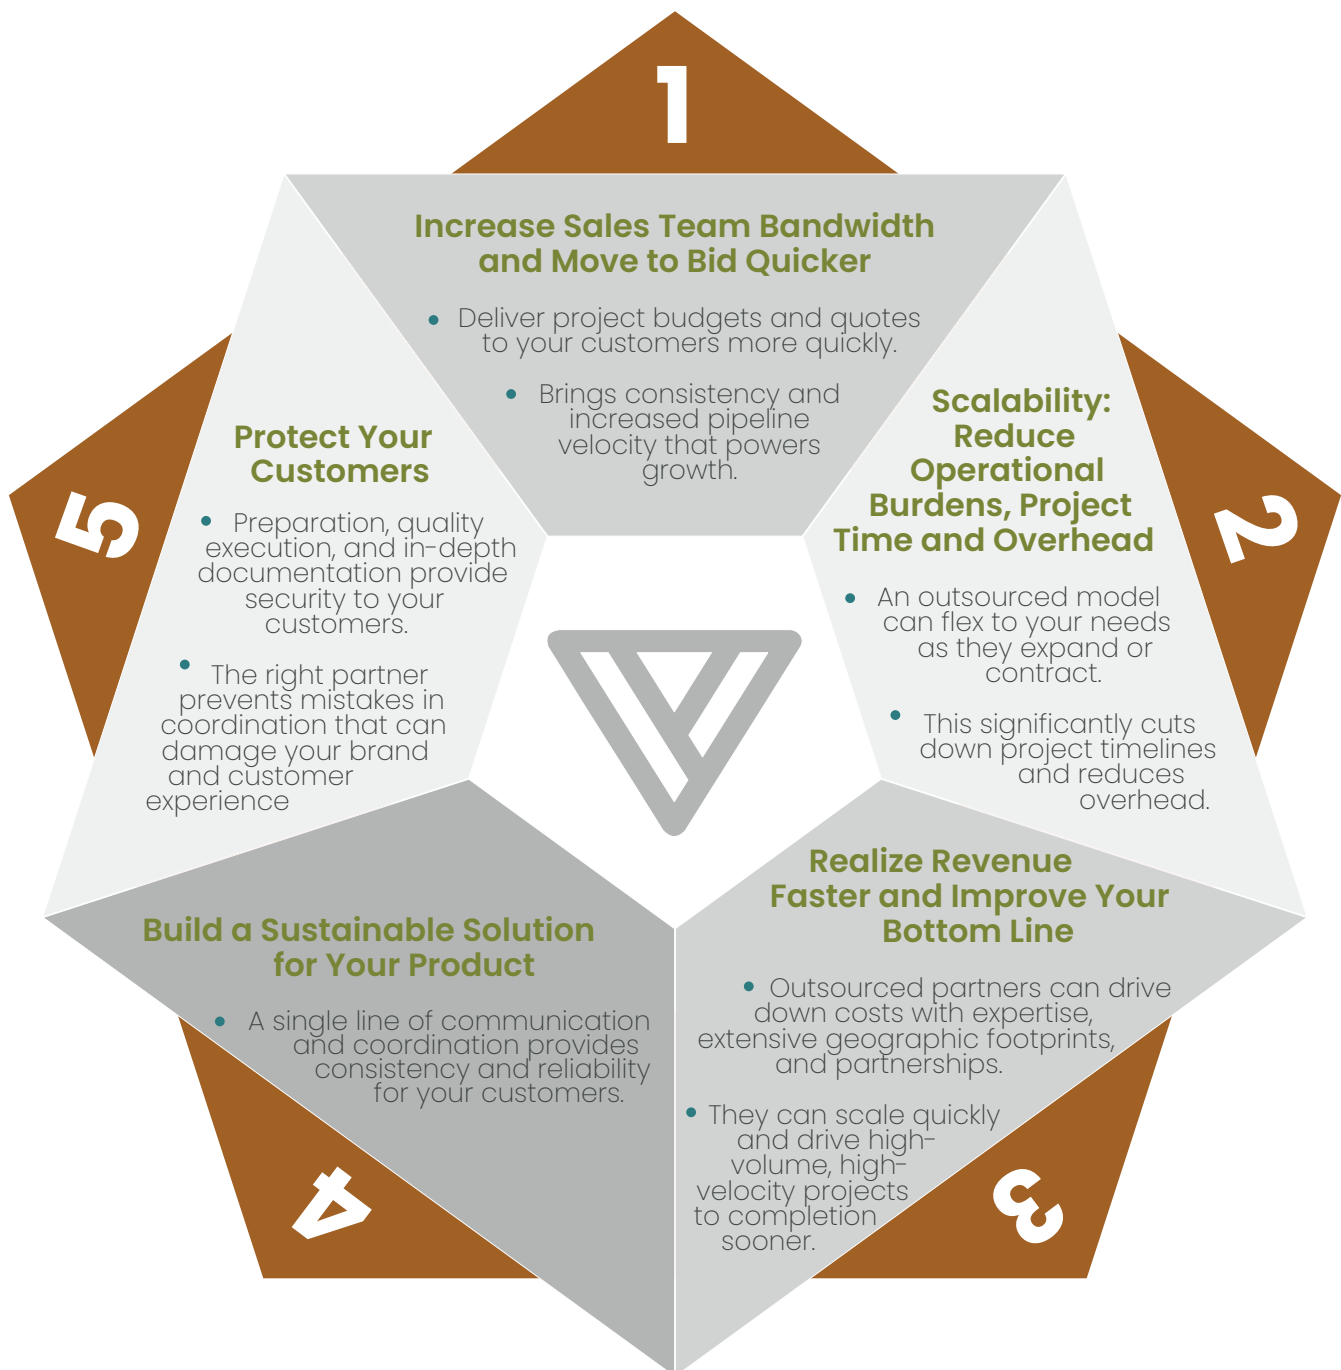 1
Increase Sales Team Bandwidth
and Move to Bid Quicker
• Deliver project budgets and quotes
to your customers more quickly.
• Brings consistency and
increased pipeline
velocity that powers
growth.
2
Scalability:
Reduce
Operational
Burdens, Project
Time and Overhead
• An outsourced model
can flex to your needs
as they expand or
contract.
• This significantly cuts
down project timelines
and reduces
overhead.
3
Realize Revenue
Faster and Improve Your
Bottom Line
• Outsourced partners can drive
down costs with expertise,
extensive geographic footprints,
and partnerships.
• They can scale quickly
and drive high-
volume, high-
velocity projects
to completion
sooner.
4
Build a Sustainable Solution
for Your Product
• A single line of communication
and coordination provides
consistency and reliability
for your customers.
5
Protect Your
Customers
• Preparation, quality
execution, and in-depth
documentation provide
security to your
customers.
• The right partner
prevents mistakes in
coordination that can
damage your brand
and customer
experience